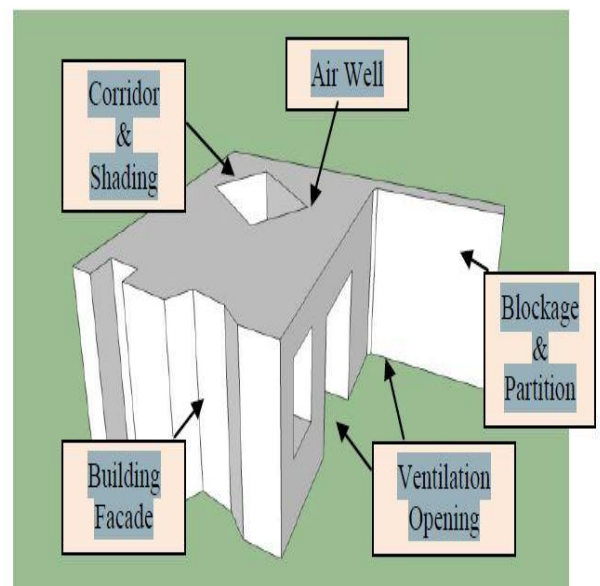 Corridor
&
Shading
Air Well
Blockage
&
Partition
Building
Facade
Ventilation
Opening